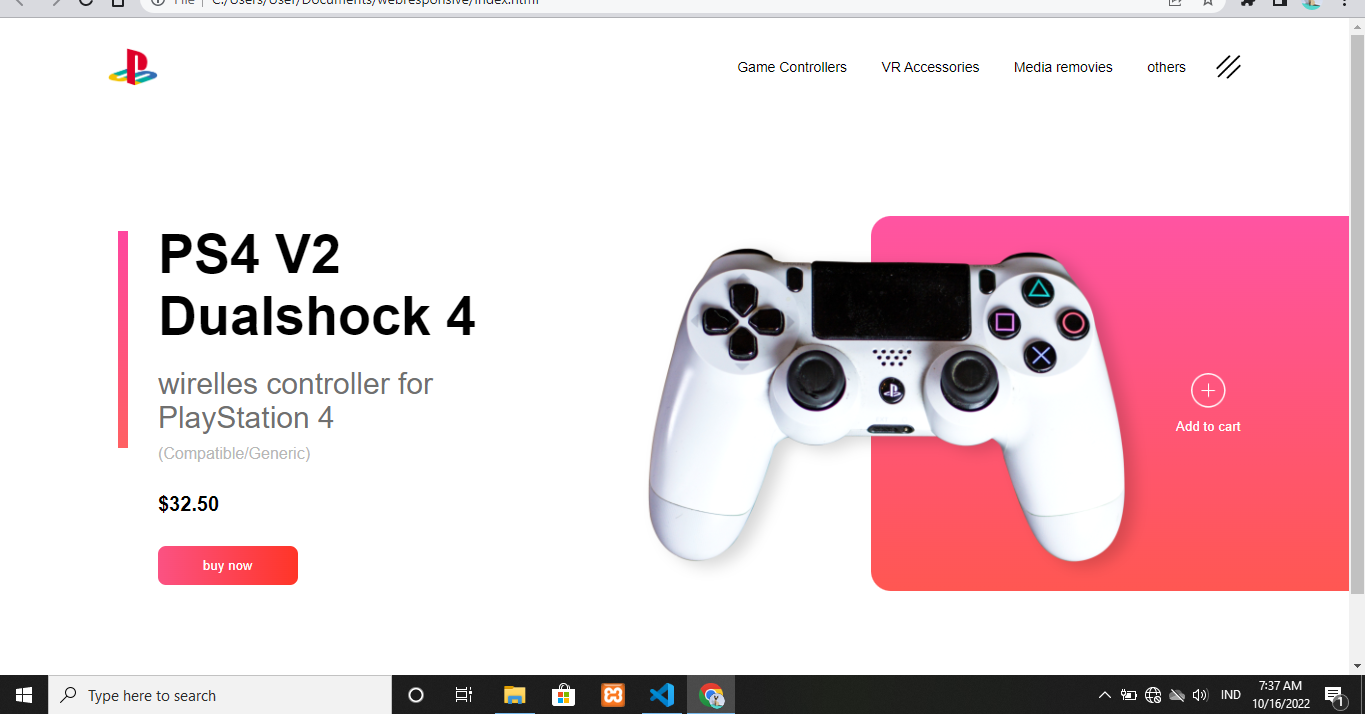 File | C:/Users/User/Documents/webresponsive/index.html
Game Controllers VR Accessories Media removies others
PS4 V2
Dualshock 4
wirelles controller for
PlayStation 4
(Compatible/Generic)
$32.50
buy now
Add to cart
Type here to search
IND
7:37 AM
10/16/2022
1